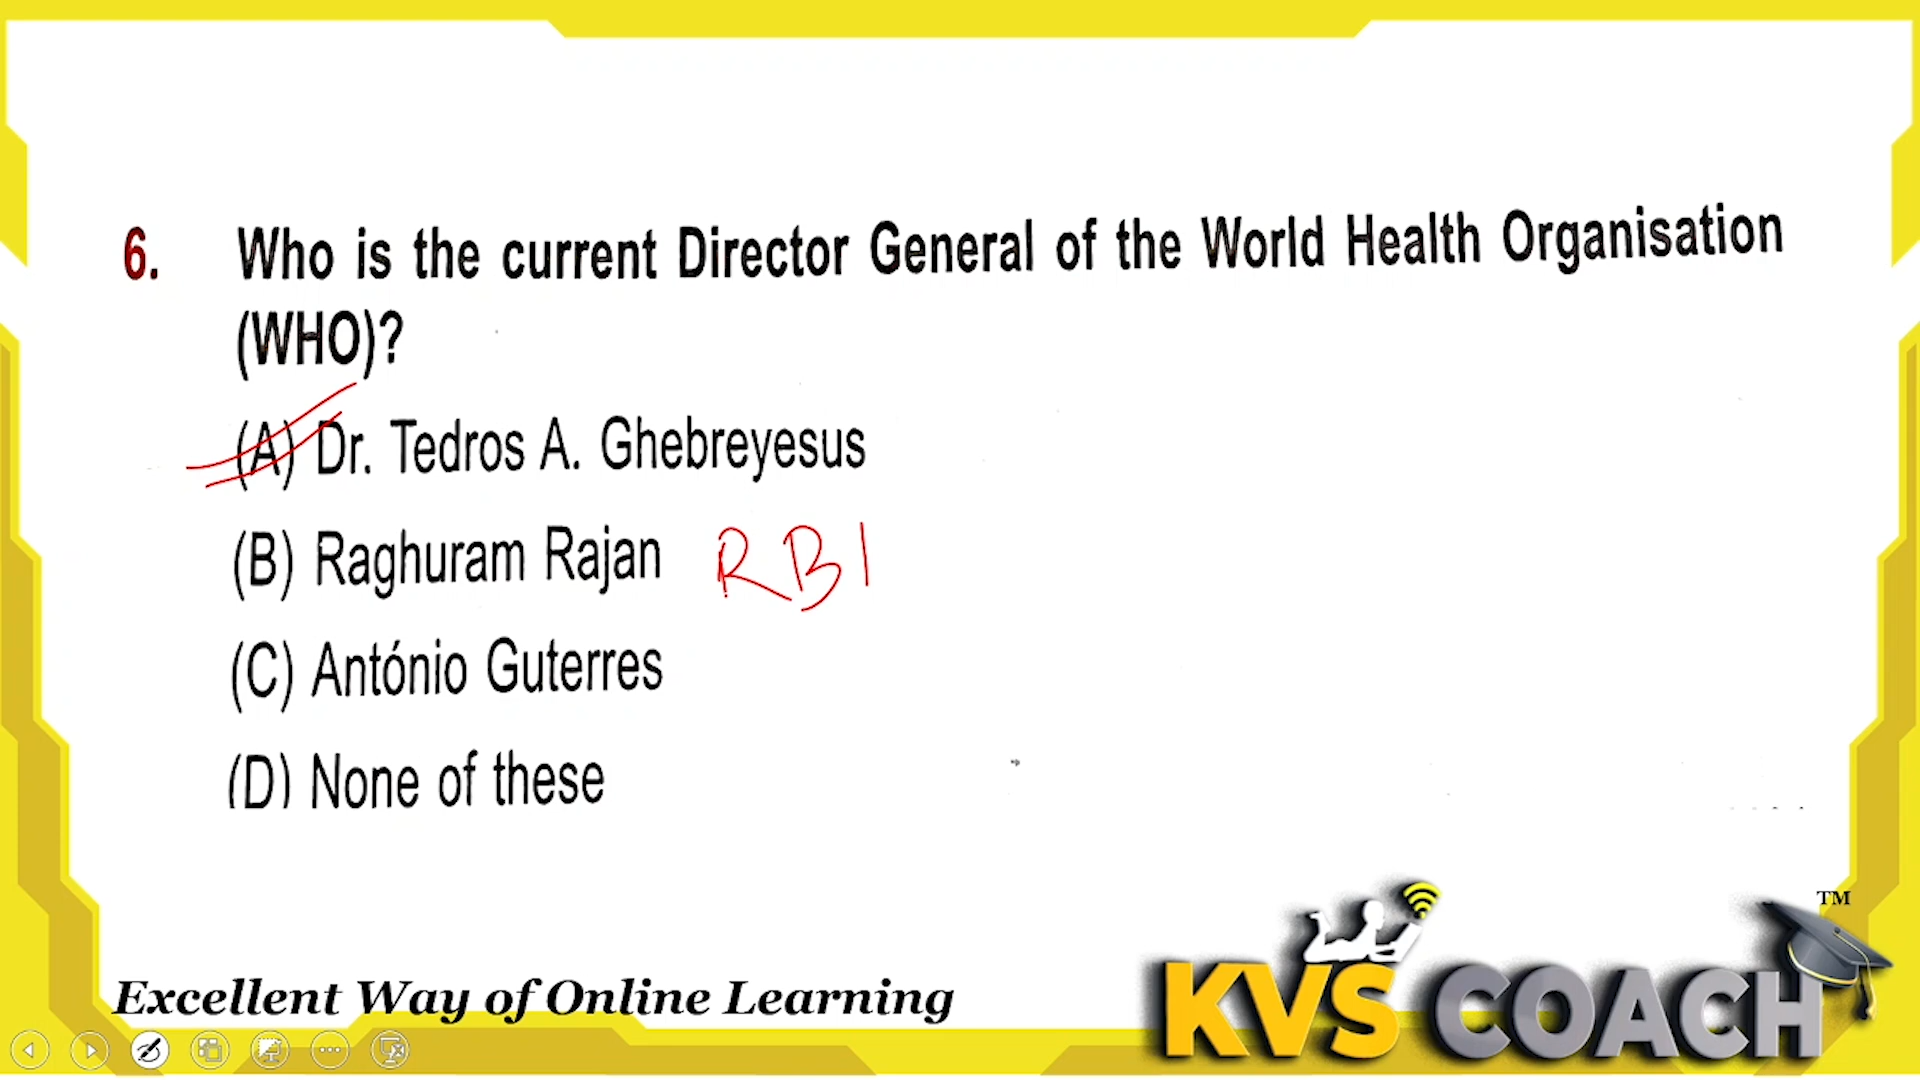 6. Who is the current Director General of the World Health Organisation
(WHO)?
(A) Dr. Tedros A. Ghebreyesus
(B) Raghuram Rajan RBI
(C) António Guterres
(D) None of these
TM
Excellent Way of Online Learning
KVS COACH